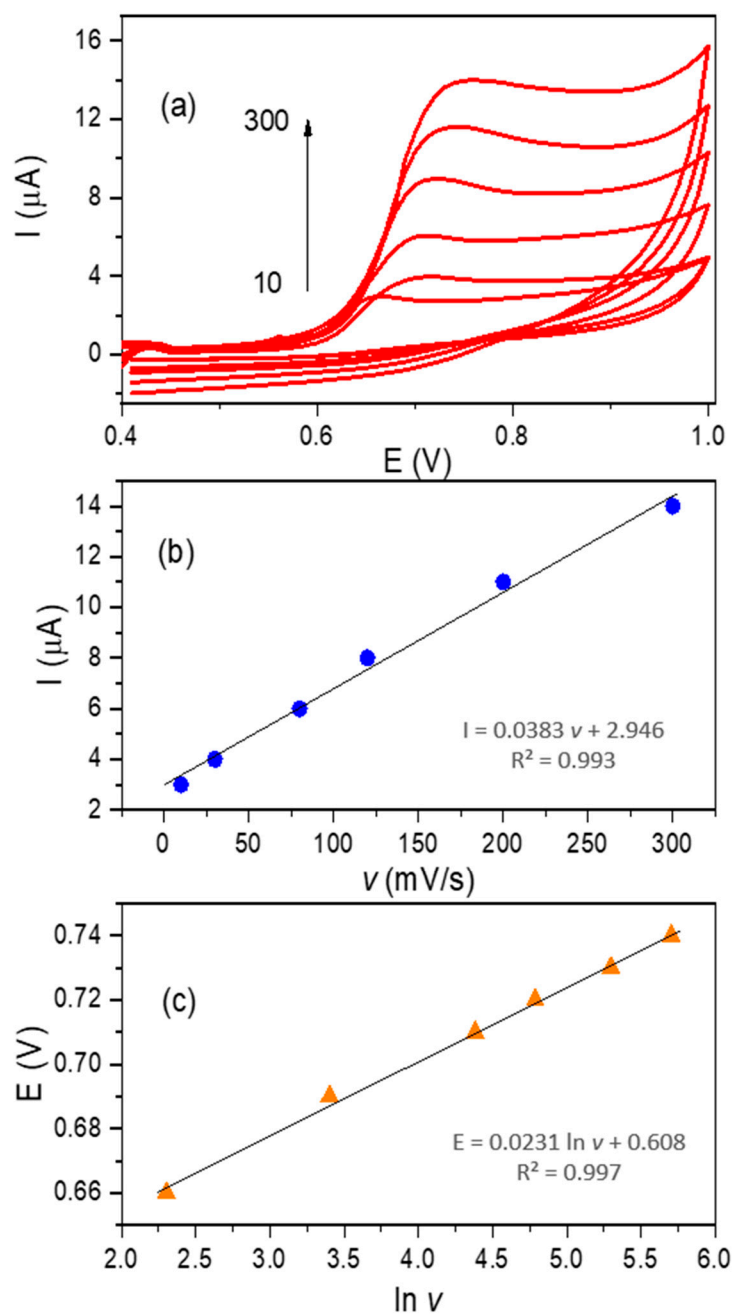 16
(a)
300
12
I (μA)
8
4
10
0
0.4 0.6 0.8 1.0
E (V)
14
(b)
12
10
I (μA)
8
6
I = 0.0383 v + 2.946
4
R² = 0.993
2
0 50 100 150 200 250 300
v (mV/s)
0.74
(c)
0.72
E (V)
0.70
0.68
E = 0.0231 ln v + 0.608
R² = 0.997
0.66
2.0 2.5 3.0 3.5 4.0 4.5 5.0 5.5 6.0
ln v